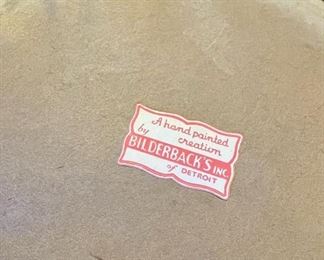 A hand painted
creation
by
BILDERBACK'S INC.
of DETROIT